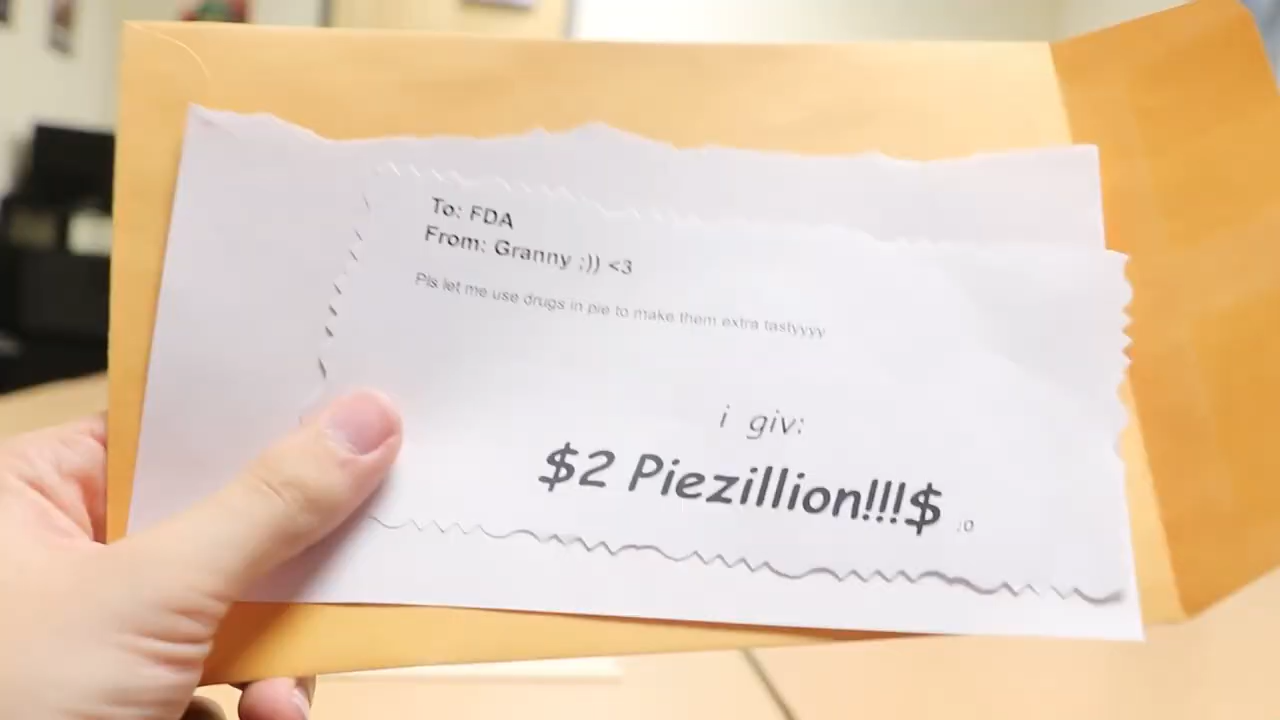 To: FDA
From: Granny ;)) <3
Pls let me use drugs in pie to make them extra tastyyyy
i giv:
$2 Piezillion!!!$ ;0